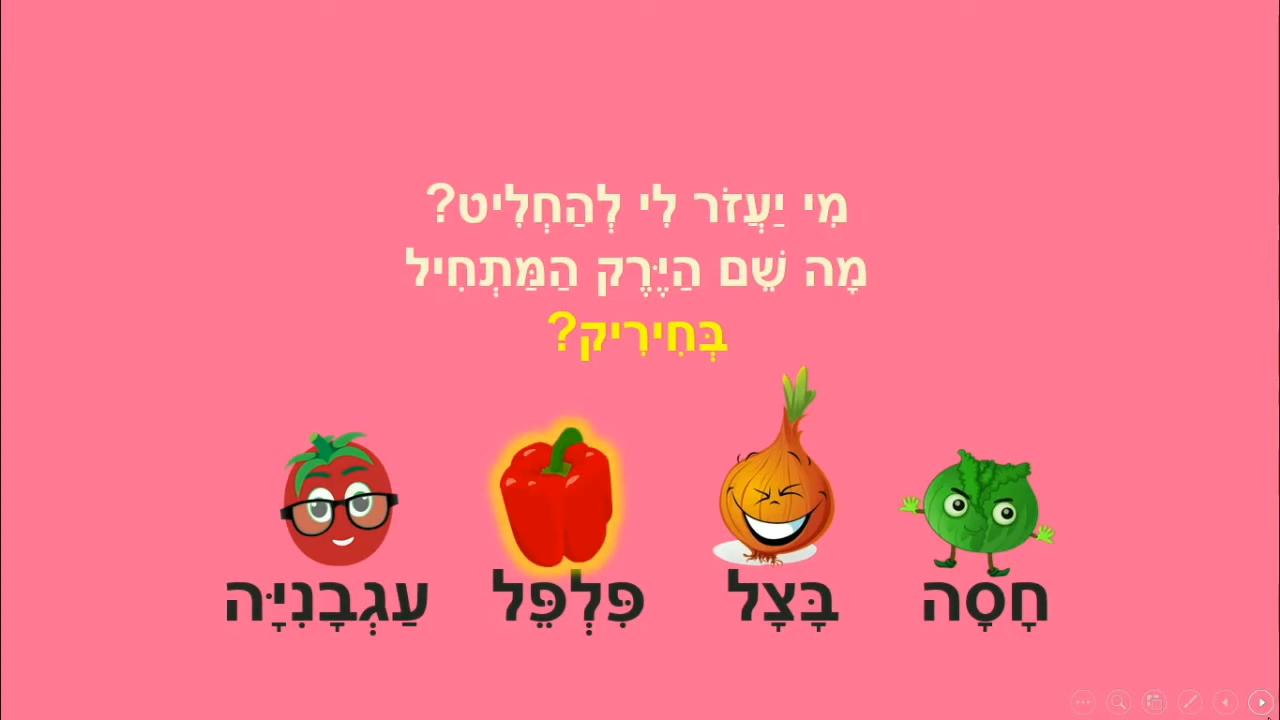 מִי יַעֲזֹר לִי לְהַחְלִיט?
מָה שֵׁם הַיֶּרֶק הַמַּתְחִיל
בְּחִירִיק?
חָסָה בָּצָל פִּלְפֵּל עַגְבָנִיָּה